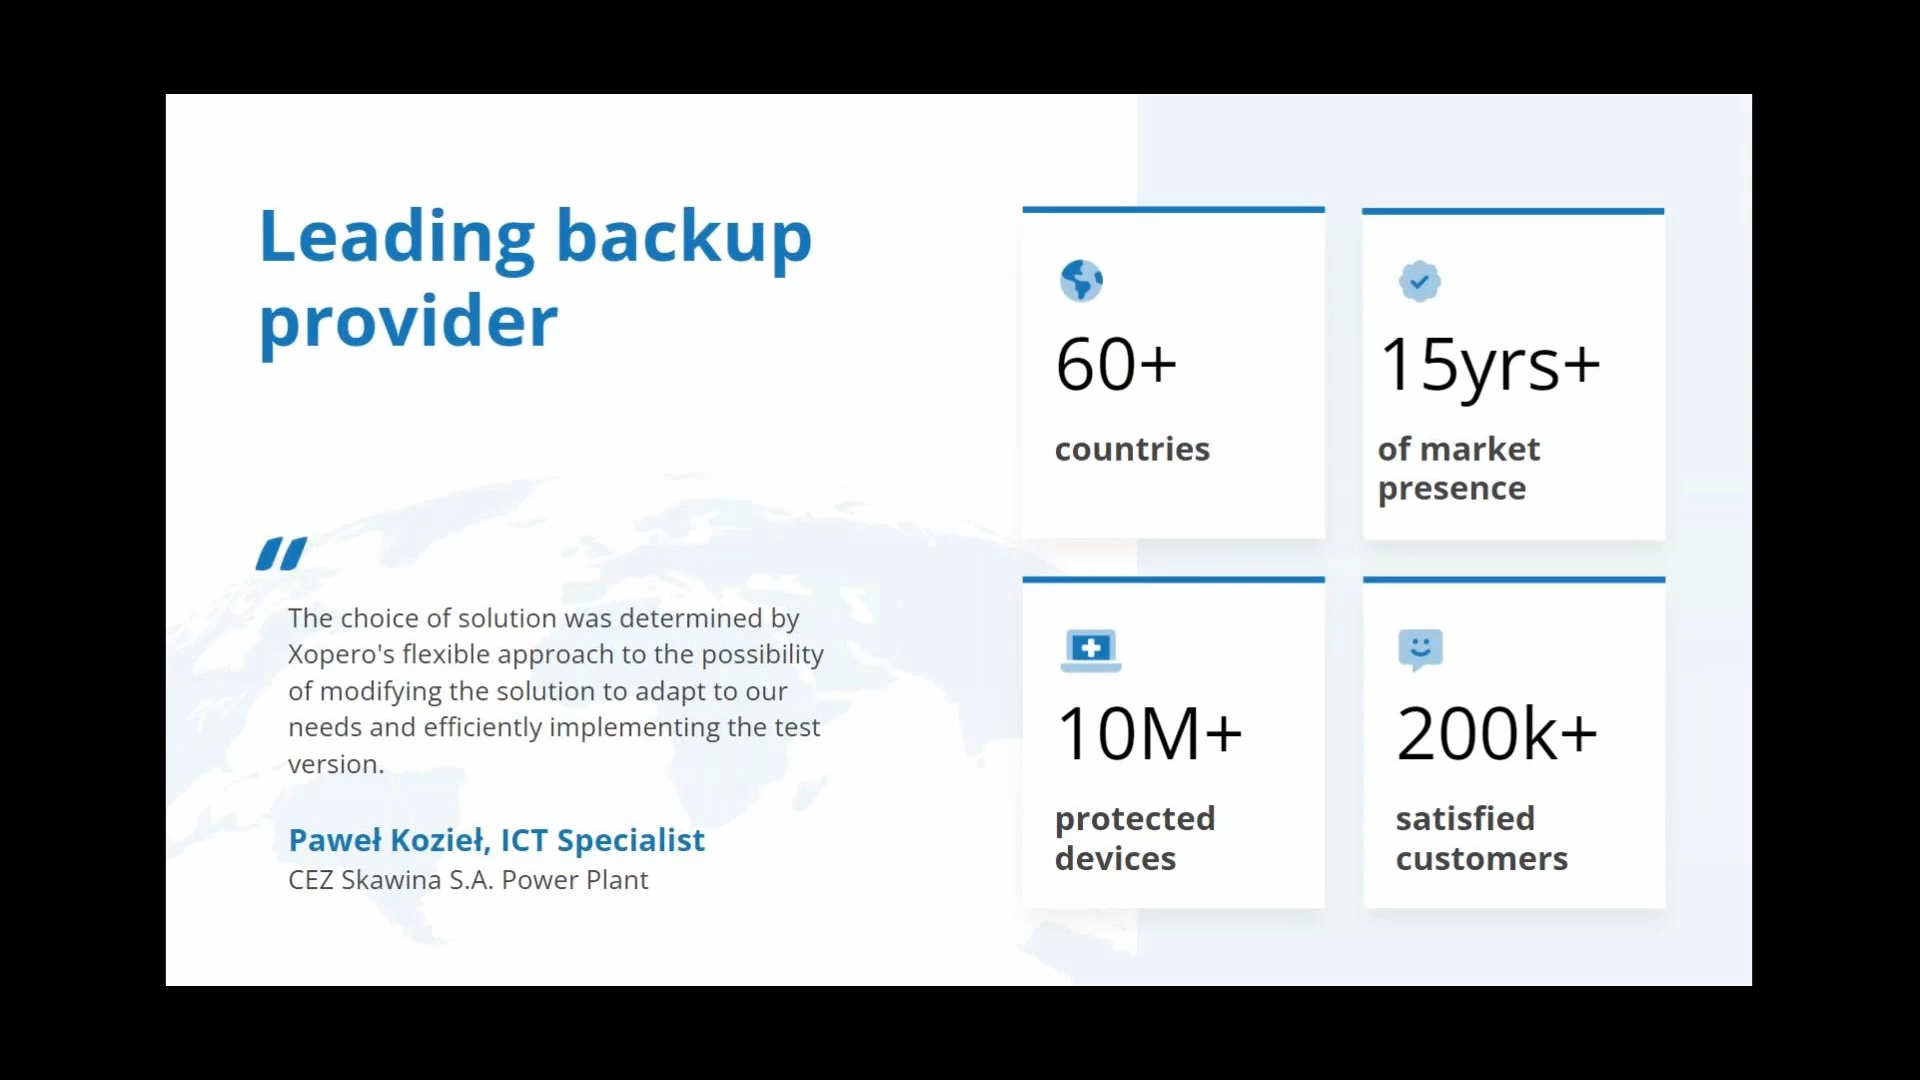 Leading backup
provider
The choice of solution was determined by
Xopero's flexible approach to the possibility
of modifying the solution to adapt to our
needs and efficiently implementing the test
version.
Paweł Kozieł, ICT Specialist
CEZ Skawina S.A. Power Plant
60+
countries
15yrs+
of market
presence
10M+
protected
devices
200k+
satisfied
customers